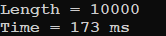 Length = 10000
Time = 173 ms